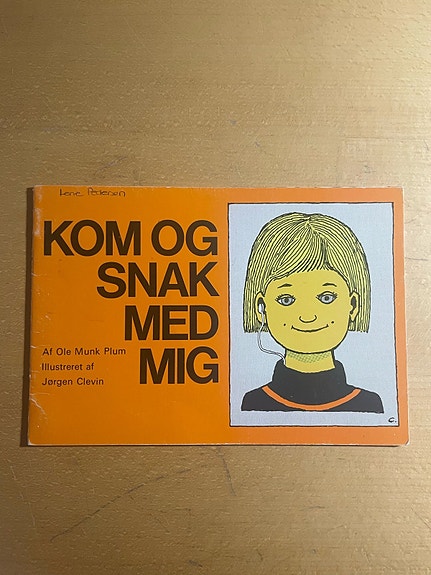 Lene Pedersen
KOM OG
SNAK
MED
MIG
Af Ole Munk Plum
Illustreret af
Jørgen Clevin
C.